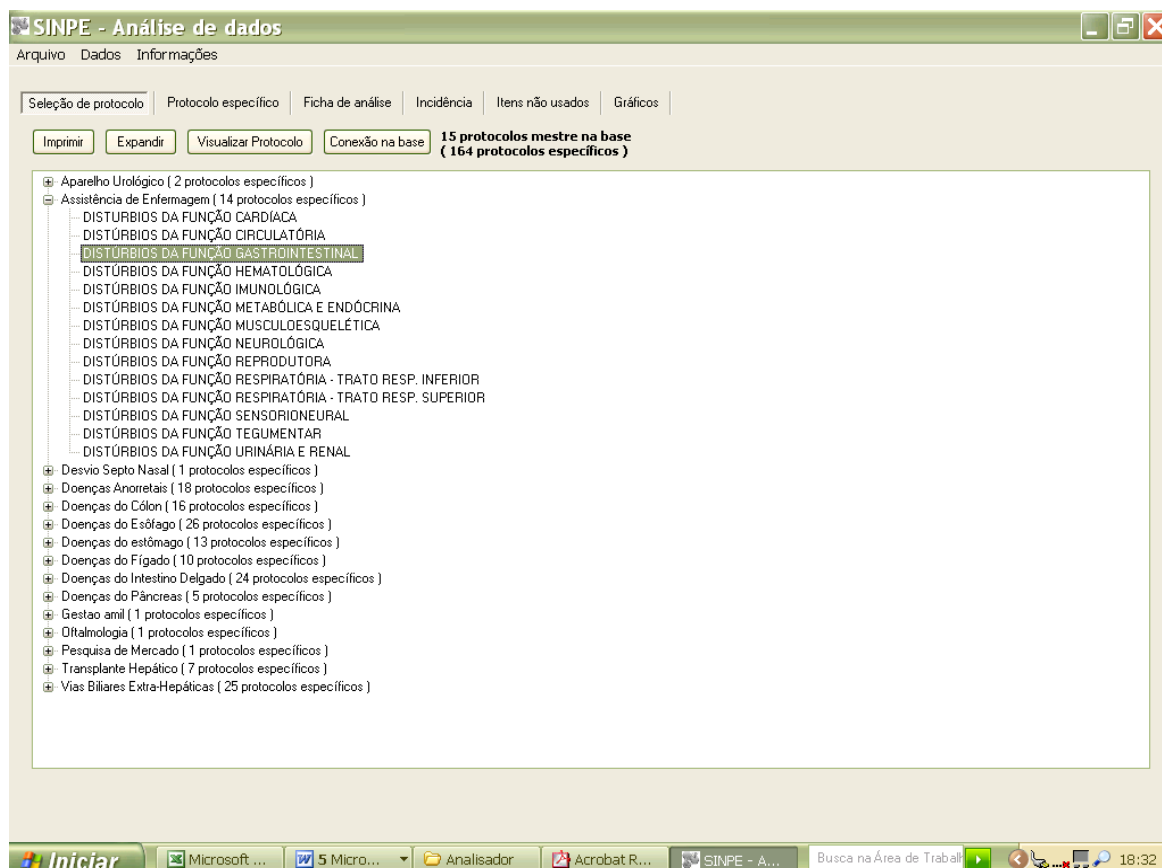 SINPE - Análise de dados
Arquivo Dados Informações
Seleção de protocolo Protocolo específico Ficha de análise Incidência Itens não usados Gráficos
Imprimir Expandir Visualizar Protocolo Conexão na base 15 protocolos mestre na base
( 164 protocolos específicos )
Aparelho Urológico ( 2 protocolos específicos )
Assistência de Enfermagem ( 14 protocolos específicos )
DISTURBIOS DA FUNÇÃO CARDÍACA
DISTÚRBIOS DA FUNÇÃO CIRCULATÓRIA
DISTÚRBIOS DA FUNÇÃO GASTROINTESTINAL
DISTÚRBIOS DA FUNÇÃO HEMATOLÓGICA
DISTÚRBIOS DA FUNÇÃO IMUNOLÓGICA
DISTÚRBIOS DA FUNÇÃO METABÓLICA E ENDÓCRINA
DISTÚRBIOS DA FUNÇÃO MUSCULOESQUELÉTICA
DISTÚRBIOS DA FUNÇÃO NEUROLÓGICA
DISTÚRBIOS DA FUNÇÃO REPRODUTORA
DISTÚRBIOS DA FUNÇÃO RESPIRATÓRIA - TRATO RESP. INFERIOR
DISTÚRBIOS DA FUNÇÃO RESPIRATÓRIA - TRATO RESP. SUPERIOR
DISTÚRBIOS DA FUNÇÃO SENSORIONEURAL
DISTÚRBIOS DA FUNÇÃO TEGUMENTAR
DISTÚRBIOS DA FUNÇÃO URINÁRIA E RENAL
Desvio Septo Nasal ( 1 protocolos específicos )
Doenças Anorretais ( 18 protocolos específicos )
Doenças do Cólon ( 16 protocolos específicos )
Doenças do Esôfago ( 26 protocolos específicos )
Doenças do estômago ( 13 protocolos específicos )
Doenças do Fígado ( 10 protocolos específicos )
Doenças do Intestino Delgado ( 24 protocolos específicos )
Doenças do Pâncreas ( 5 protocolos específicos )
Gestao amil ( 1 protocolos específicos )
Oftalmologia ( 1 protocolos específicos )
Pesquisa de Mercado ( 1 protocolos específicos )
Transplante Hepático ( 7 protocolos específicos )
Vias Biliares Extra-Hepáticas ( 25 protocolos específicos )
Iniciar Microsoft ... 5 Micro... Analisador Acrobat R... SINPE - A... Busca na Área de Trabalh 18:32